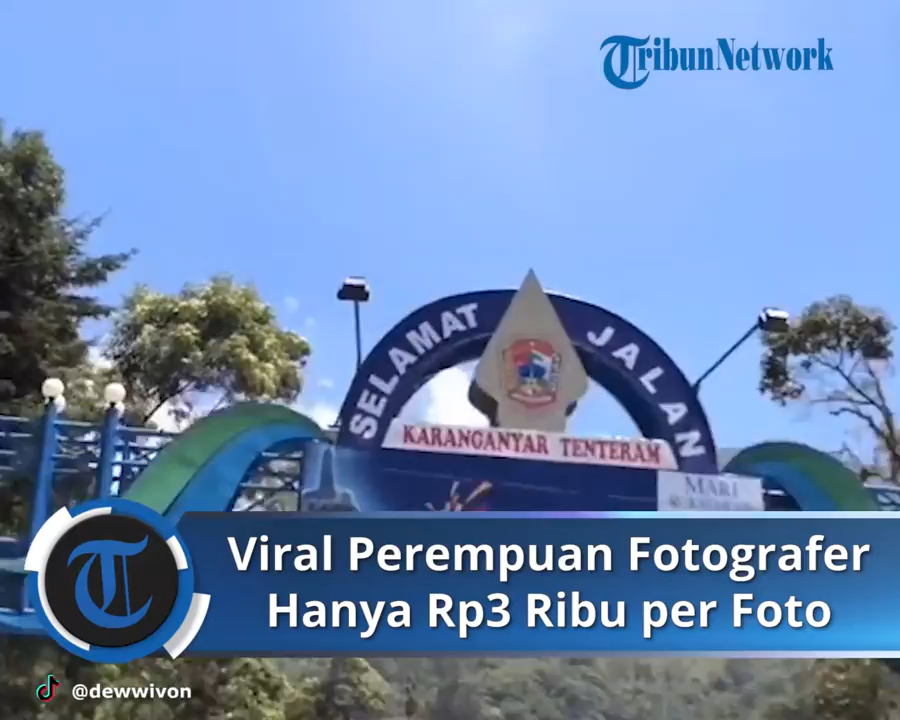 TribunNetwork
SELAMAT JALAN
KARANGANYAR TENTERAM
MARI
Viral Perempuan Fotografer
Hanya Rp3 Ribu per Foto
@dewwivon